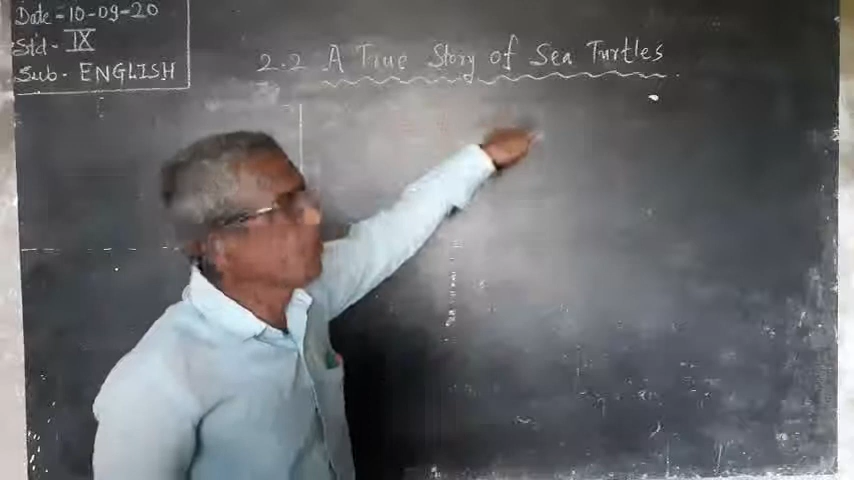 Date - 10-09-20
Std - IX
Sub - ENGLISH
2.2 A True Story of Sea Turtles